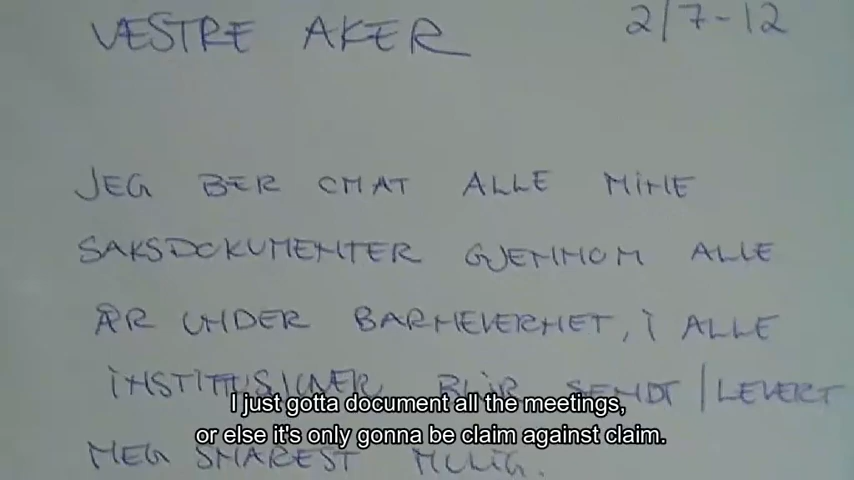 VESTRE AKER 2/7-12
JEG BER OM AT ALLE MINE
SAKSDOKUMENTER GJENNOM ALLE
ÅR UNDER BARNEVERNET, I ALLE
INSTITUSJONER BLIR SENDT/LEVERT
I just gotta document all the meetings,
or else it's only gonna be claim against claim.
MEG SNAREST MULIG.